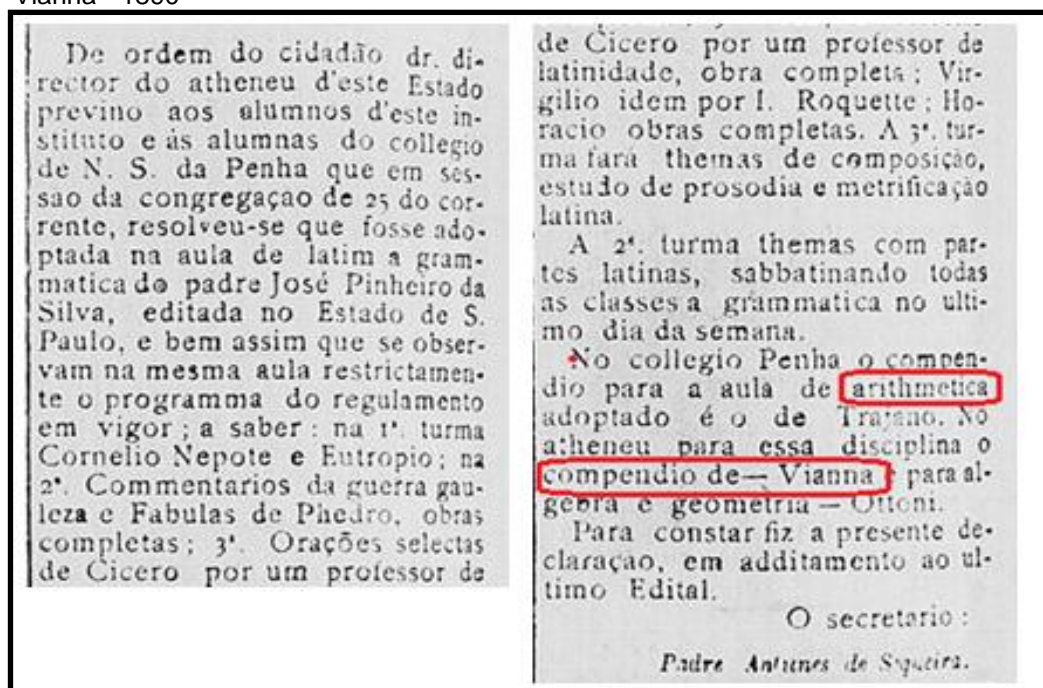 De ordem do cidadão dr. di-
rector do atheneu d'este Estado
previno aos alumnos d'este in-
stituto e ás alumnas do collegio
de N. S. da Penha que em ses-
sao da congregaçao de 25 do cor-
rente, resolveu-se que fosse ado-
ptada na aula de latim a gram-
matica do padre José Pinheiro da
Silva, editada no Estado de S.
Paulo, e bem assim que se obser-
vam na mesma aula restrictamen-
te o programma do regulamento
em vigor; a saber: na 1ª. turma
Cornelio Nepote e Eutropio; na
2ª. Commentarios da guerra gau-
leza e Fabulas de Phedro, obras
completas; 3ª. Orações selectas
de Cicero por um professor de
de Cicero por um professor de
latinidade, obra completa; Vir-
gilio idem por I. Roquette; Ho-
racio obras completas. A 3ª. tur-
ma fará themas de composição,
estudo de prosodia e metrificação
latina.
A 2ª. turma themas com par-
tes latinas, sabbatinando todas
as classes a grammatica no ulti-
mo dia da semana.
No collegio Penha o compen-
dio para a aula de arithmetica
adoptado é o de Trajano. No
atheneu para essa disciplina o
compendio de — Vianna e para al-
gebra e geometria — Ottoni.
Para constar fiz a presente de-
claraçao, em additamento ao ul-
timo Edital.
O secretario:
Padre Antunes de Siqueira.